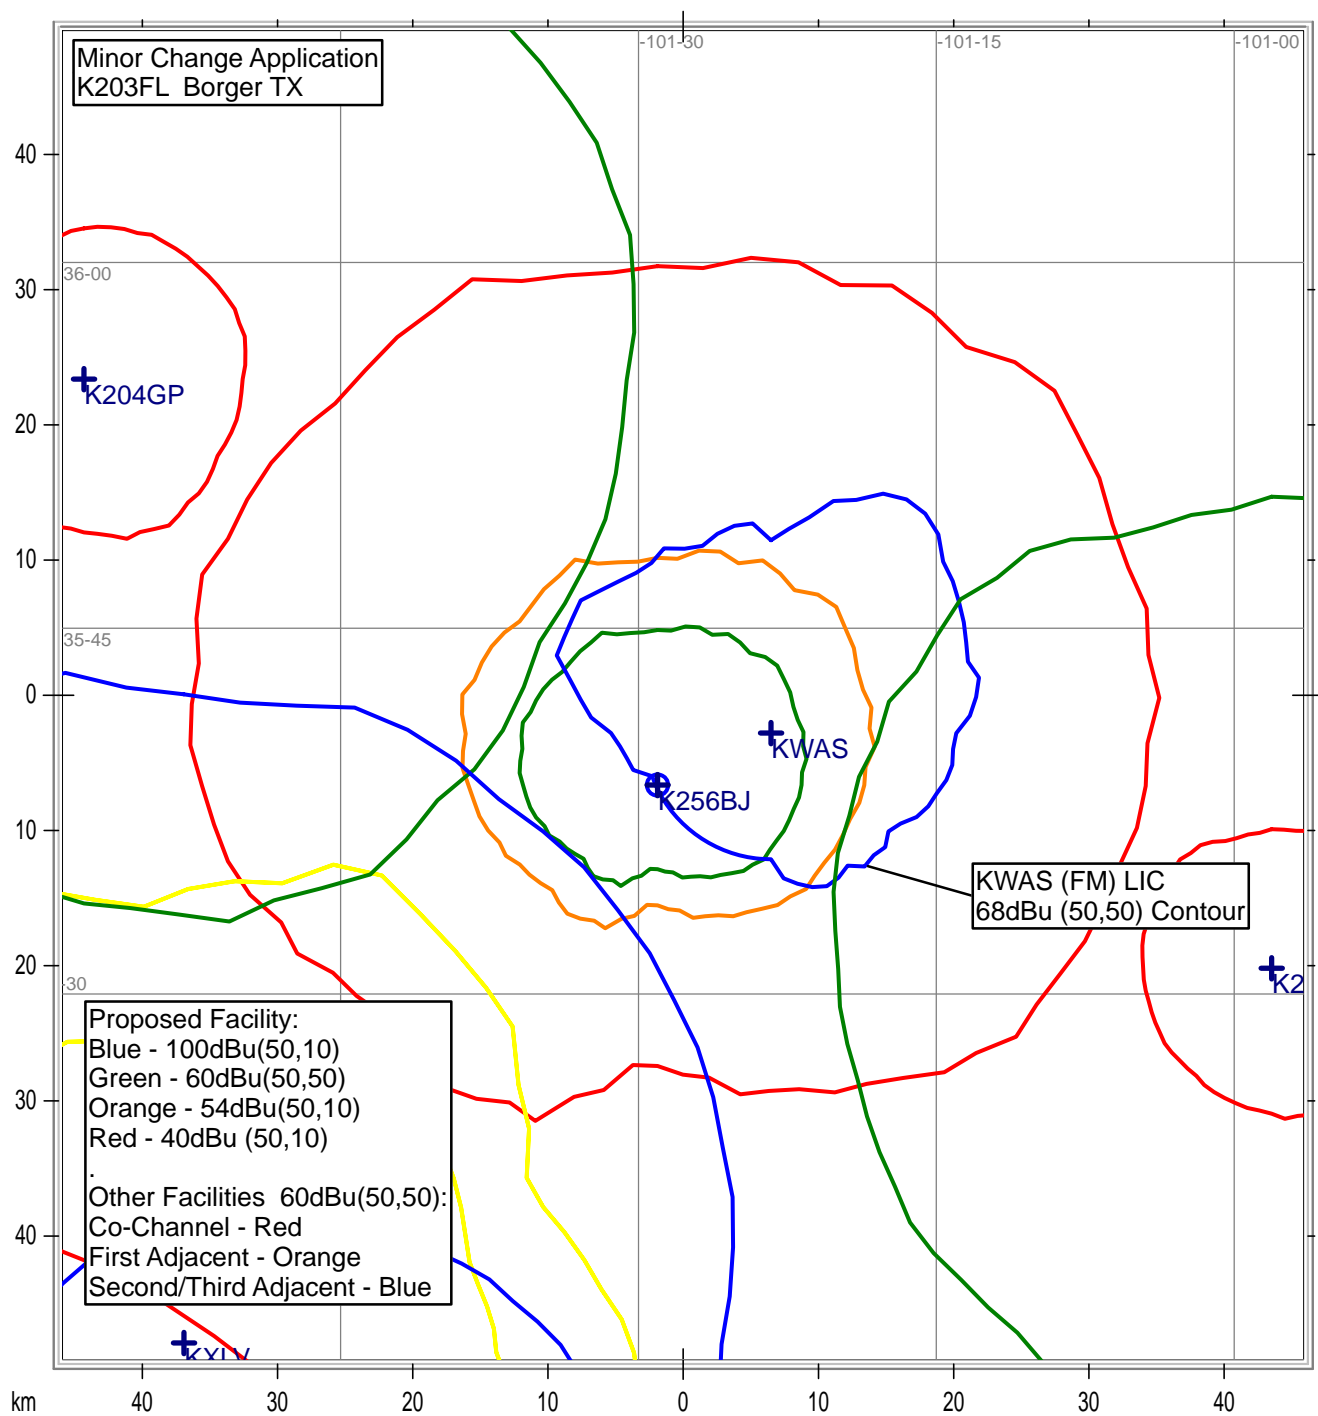 Minor Change Application
K203FL  Borger TX
-101-30
-101-15
-101-00
40
30
20
10
0
10
20
30
40
36-00
35-45
-30
K204GP
KWAS
K256BJ
KWAS (FM) LIC
68dBu (50,50) Contour
K2
Proposed Facility:
Blue - 100dBu(50,10)
Green - 60dBu(50,50)
Orange - 54dBu(50,10)
Red - 40dBu (50,10)
.
Other Facilities  60dBu(50,50):
Co-Channel - Red
First Adjacent - Orange
Second/Third Adjacent - Blue
KXLV
km
40
30
20
10
0
10
20
30
40